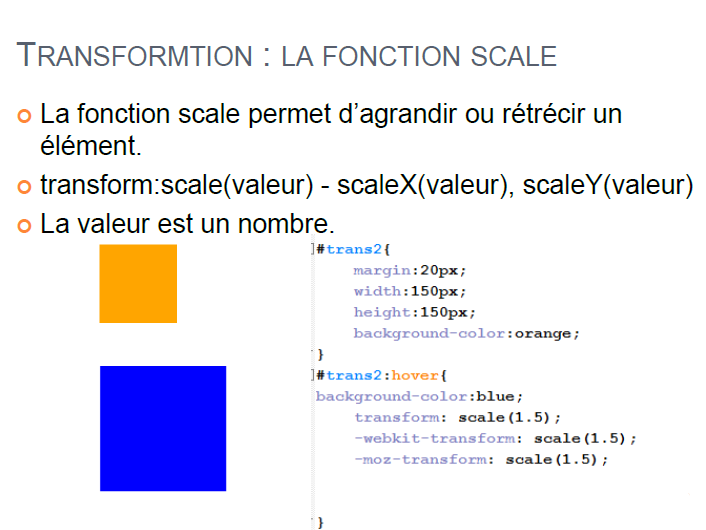 TRANSFORMTION : LA FONCTION SCALE
La fonction scale permet d’agrandir ou rétrécir un
élément.
transform:scale(valeur) - scaleX(valeur), scaleY(valeur)
La valeur est un nombre.
#trans2{
margin:20px;
width:150px;
height:150px;
background-color:orange;
}
#trans2:hover{
background-color:blue;
transform: scale(1.5);
-webkit-transform: scale(1.5);
-moz-transform: scale(1.5);
}